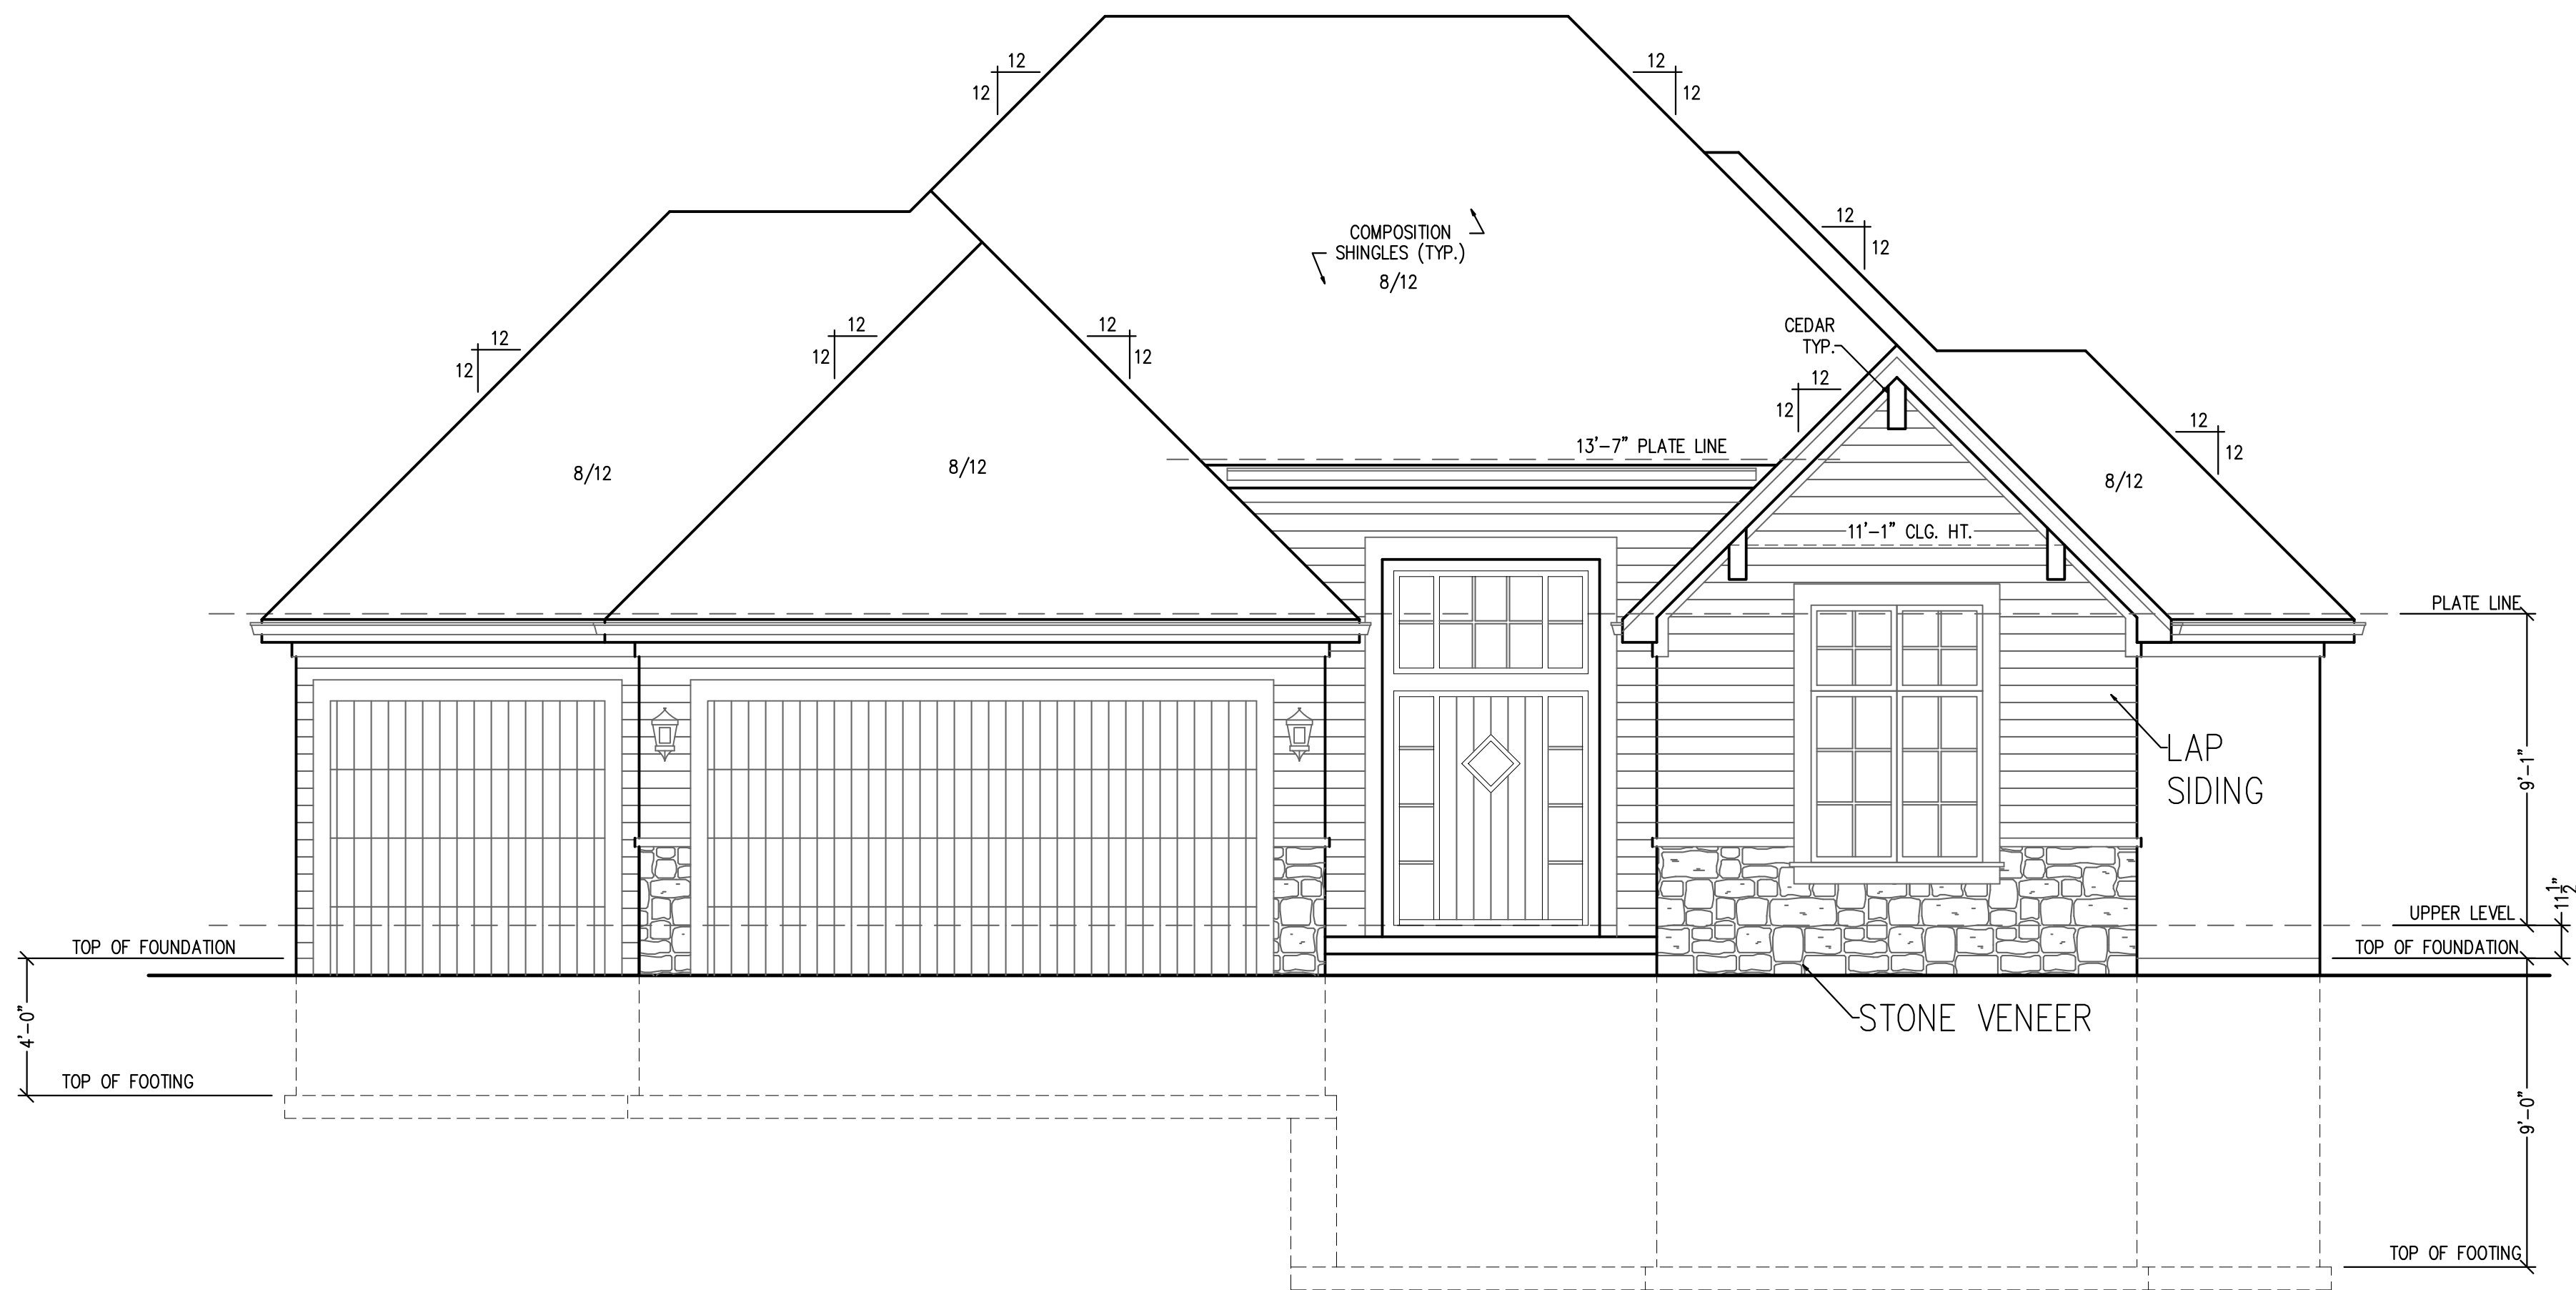 12
12
12
12
COMPOSITION
SHINGLES (TYP.)
8/12
12
12
12
12
12
12
12
12
CEDAR
TYP.
12
12
12
12
13'-7" PLATE LINE
8/12
8/12
8/12
11'-1" CLG. HT.
PLATE LINE
LAP
SIDING
9'-1"
11 1/2"
UPPER LEVEL
TOP OF FOUNDATION
TOP OF FOUNDATION
STONE VENEER
4'-0"
TOP OF FOOTING
9'-0"
TOP OF FOOTING